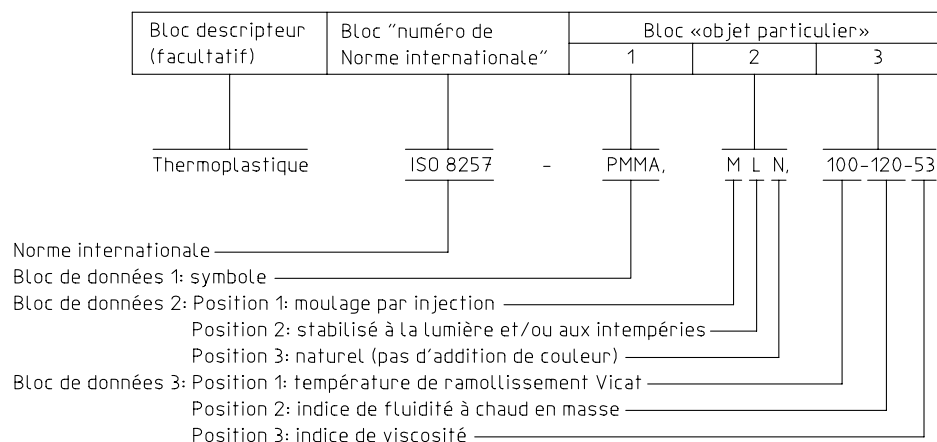 Bloc descripteur
(facultatif)
Bloc "numéro de
Norme internationale"
Bloc «objet particulier»
1 2 3
Thermoplastique ISO 8257 - PMMA, M L N, 100-120-53
Norme internationale
Bloc de données 1: symbole
Bloc de données 2: Position 1: moulage par injection
Position 2: stabilisé à la lumière et/ou aux intempéries
Position 3: naturel (pas d'addition de couleur)
Bloc de données 3: Position 1: température de ramollissement Vicat
Position 2: indice de fluidité à chaud en masse
Position 3: indice de viscosité